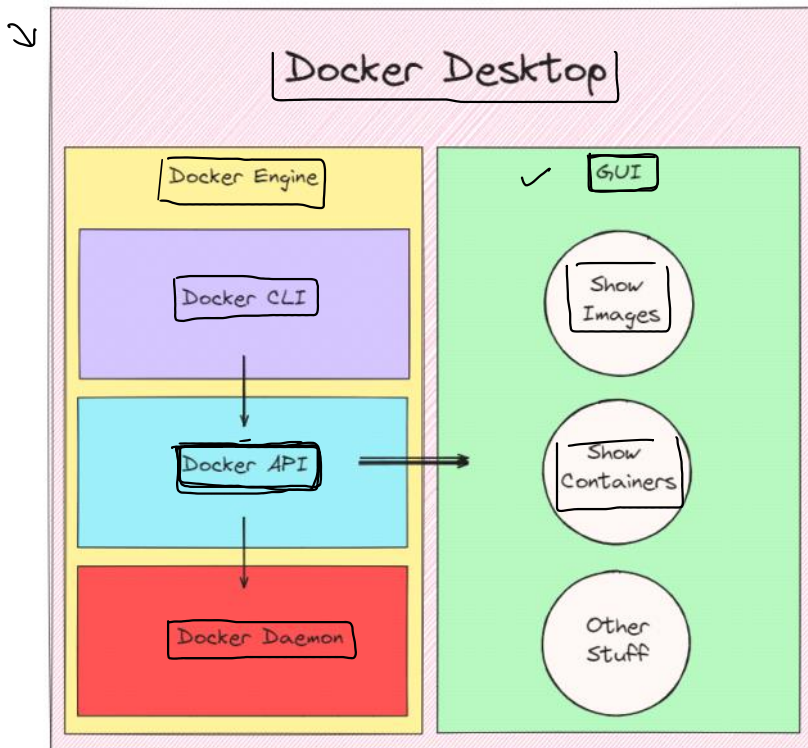 Docker Desktop
Docker Engine
Docker CLI
Docker API
Docker Daemon
GUI
Show
Images
Show
Containers
Other
Stuff